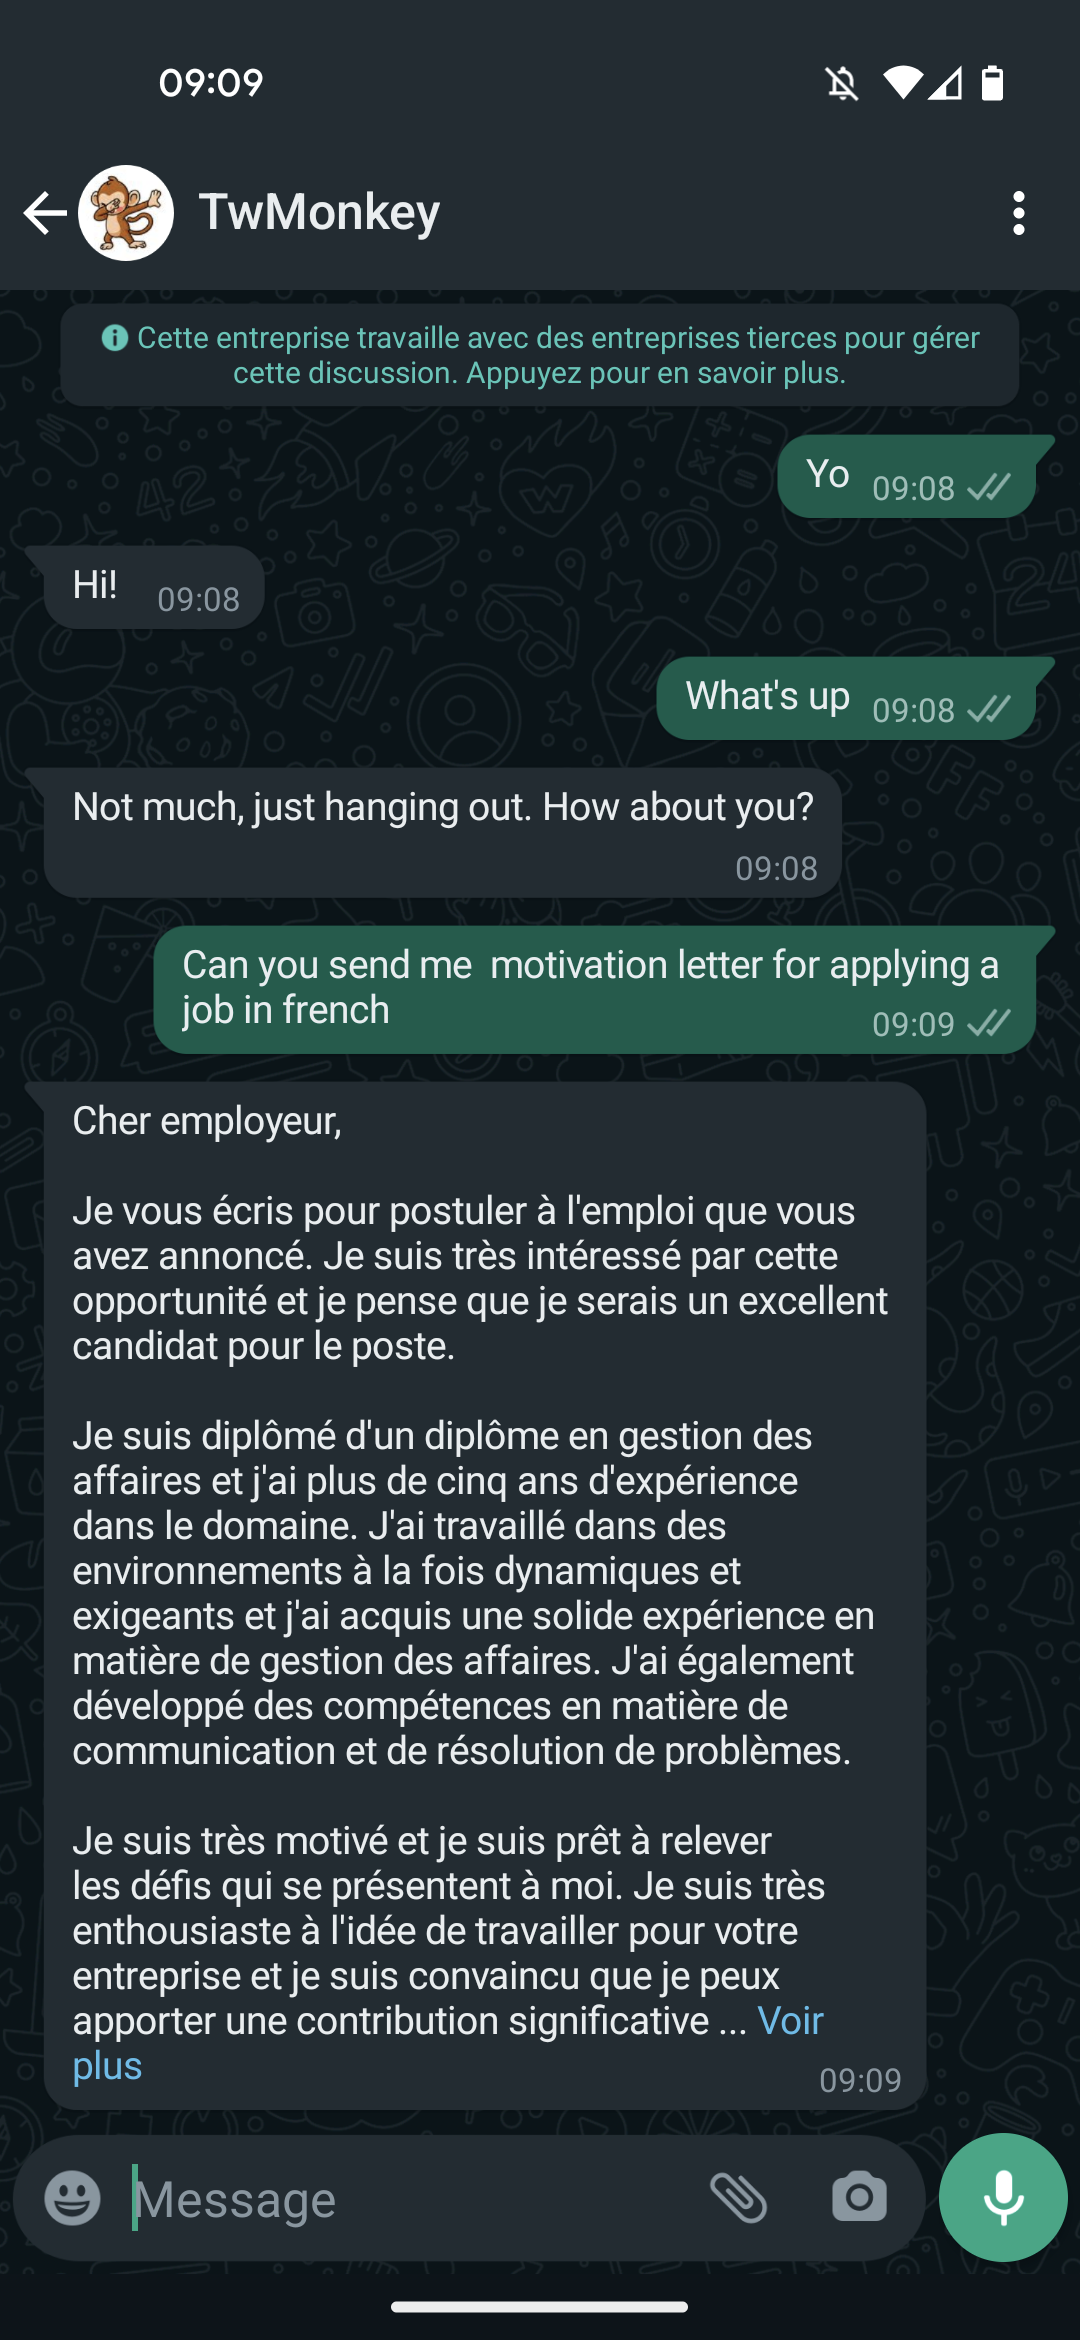 09:09
TwMonkey
Cette entreprise travaille avec des entreprises tierces pour gérer
cette discussion. Appuyez pour en savoir plus.
Yo 09:08
Hi! 09:08
What's up 09:08
Not much, just hanging out. How about you?
09:08
Can you send me  motivation letter for applying a
job in french
09:09
Cher employeur,
Je vous écris pour postuler à l'emploi que vous
avez annoncé. Je suis très intéressé par cette
opportunité et je pense que je serais un excellent
candidat pour le poste.
Je suis diplômé d'un diplôme en gestion des
affaires et j'ai plus de cinq ans d'expérience
dans le domaine. J'ai travaillé dans des
environnements à la fois dynamiques et
exigeants et j'ai acquis une solide expérience en
matière de gestion des affaires. J'ai également
développé des compétences en matière de
communication et de résolution de problèmes.
Je suis très motivé et je suis prêt à relever
les défis qui se présentent à moi. Je suis très
enthousiaste à l'idée de travailler pour votre
entreprise et je suis convaincu que je peux
apporter une contribution significative ... Voir
plus
09:09
Message